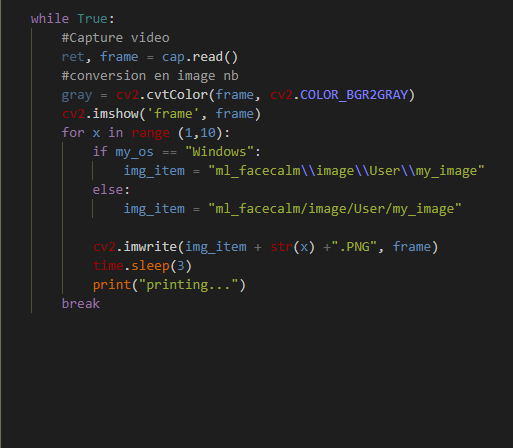 while True:
#Capture video
ret, frame = cap.read()
#conversion en image nb
gray = cv2.cvtColor(frame, cv2.COLOR_BGR2GRAY)
cv2.imshow('frame', frame)
for x in range (1,10):
if my_os == "Windows":
img_item = "ml_facecalm\\image\\User\\my_image"
else:
img_item = "ml_facecalm/image/User/my_image"
cv2.imwrite(img_item + str(x) +".PNG", frame)
time.sleep(3)
print("printing...")
break